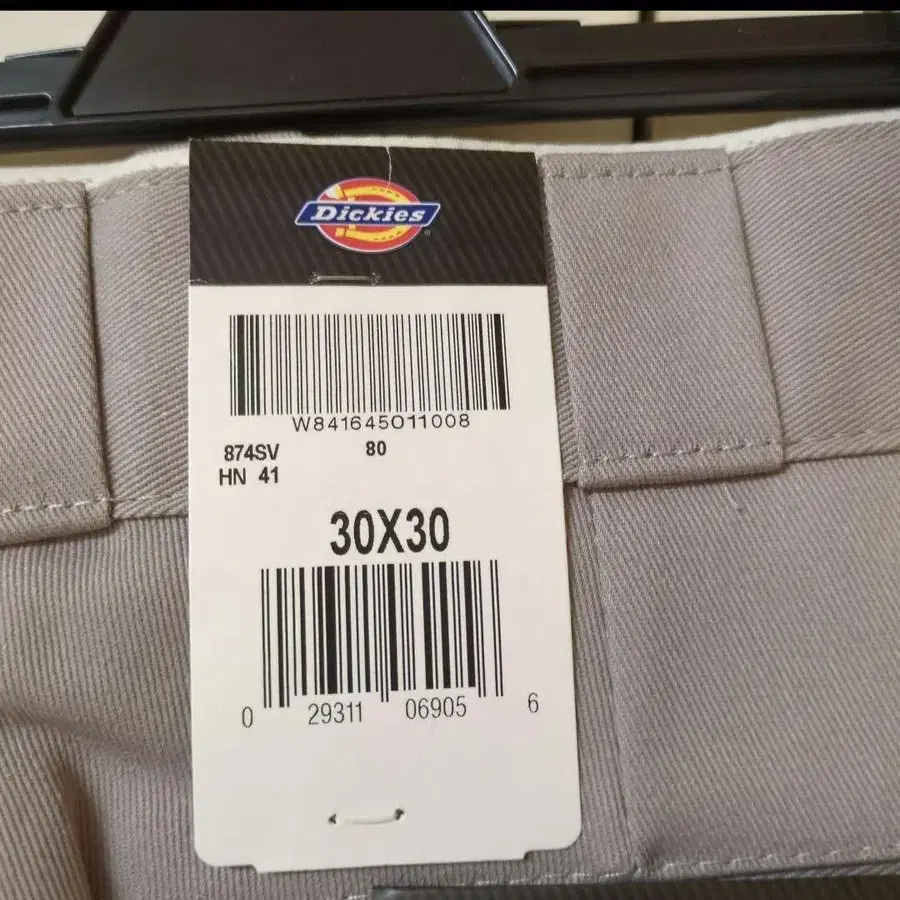 Dickies
W841645011008
874SV 80
HN 41
30X30
0 29311 06905 6